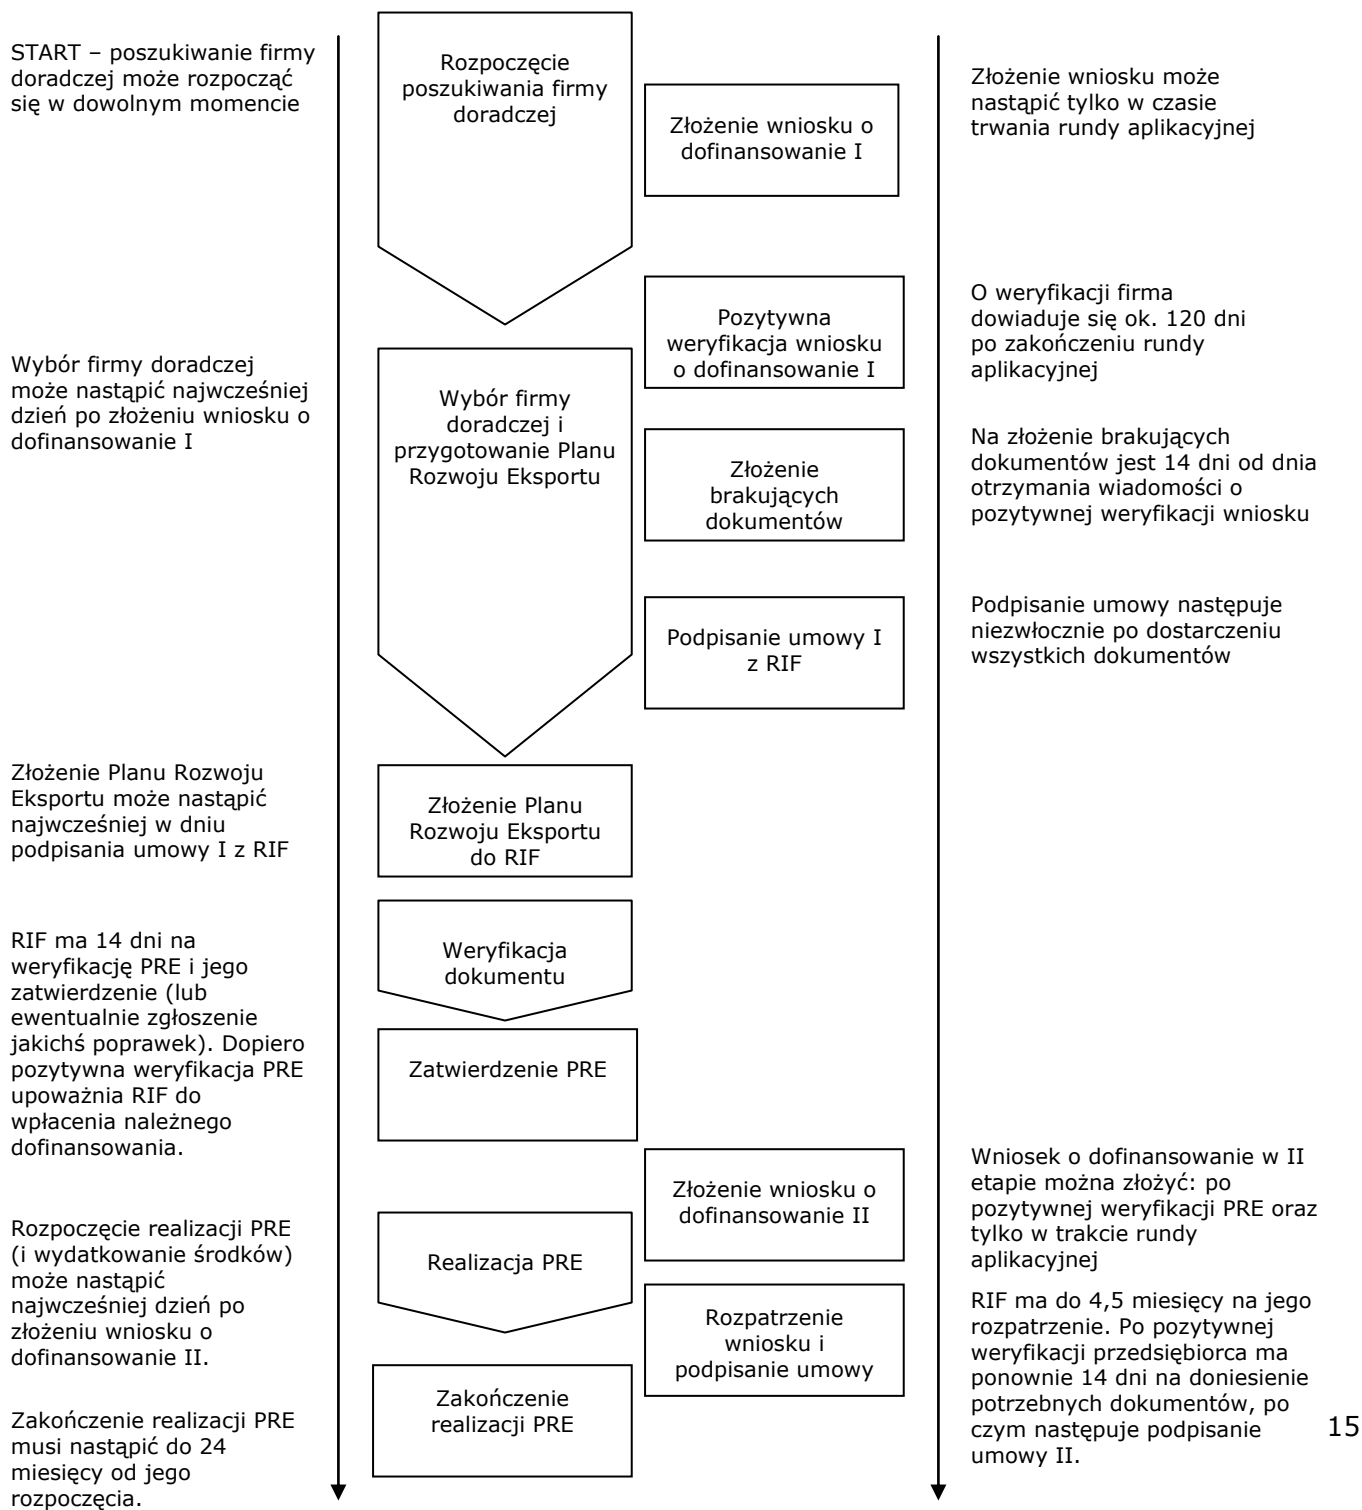 START – poszukiwanie firmy
doradczej może rozpocząć
się w dowolnym momencie
Rozpoczęcie
poszukiwania firmy
doradczej
Złożenie wniosku o
dofinansowanie I
Złożenie wniosku może
nastąpić tylko w czasie
trwania rundy aplikacyjnej
Pozytywna
weryfikacja wniosku
o dofinansowanie I
O weryfikacji firma
dowiaduje się ok. 120 dni
po zakończeniu rundy
aplikacyjnej
Wybór firmy doradczej
może nastąpić najwcześniej
dzień po złożeniu wniosku o
dofinansowanie I
Wybór firmy
doradczej i
przygotowanie Planu
Rozwoju Eksportu
Złożenie
brakujących
dokumentów
Na złożenie brakujących
dokumentów jest 14 dni od dnia
otrzymania wiadomości o
pozytywnej weryfikacji wniosku
Podpisanie umowy I
z RIF
Podpisanie umowy następuje
niezwłocznie po dostarczeniu
wszystkich dokumentów
Złożenie Planu Rozwoju
Eksportu może nastąpić
najwcześniej w dniu
podpisania umowy I z RIF
Złożenie Planu
Rozwoju Eksportu
do RIF
RIF ma 14 dni na
weryfikację PRE i jego
zatwierdzenie (lub
ewentualnie zgłoszenie
jakichś poprawek). Dopiero
pozytywna weryfikacja PRE
upoważnia RIF do
wpłacenia należnego
dofinansowania.
Weryfikacja
dokumentu
Zatwierdzenie PRE
Złożenie wniosku o
dofinansowanie II
Wniosek o dofinansowanie w II
etapie można złożyć: po
pozytywnej weryfikacji PRE oraz
tylko w trakcie rundy
aplikacyjnej
Rozpoczęcie realizacji PRE
(i wydatkowanie środków)
może nastąpić
najwcześniej dzień po
złożeniu wniosku o
dofinansowanie II.
Realizacja PRE
Rozpatrzenie
wniosku i
podpisanie umowy
RIF ma do 4,5 miesięcy na jego
rozpatrzenie. Po pozytywnej
weryfikacji przedsiębiorca ma
ponownie 14 dni na doniesienie
potrzebnych dokumentów, po
czym następuje podpisanie
umowy II.
Zakończenie
realizacji PRE
Zakończenie realizacji PRE
musi nastąpić do 24
miesięcy od jego
rozpoczęcia.
15